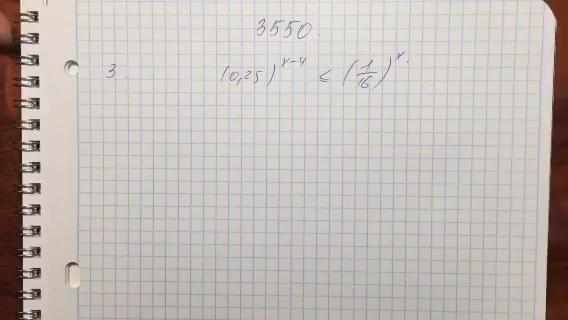 3550.
3. (0,25)^{x-4} ≤ (1/16)^x.